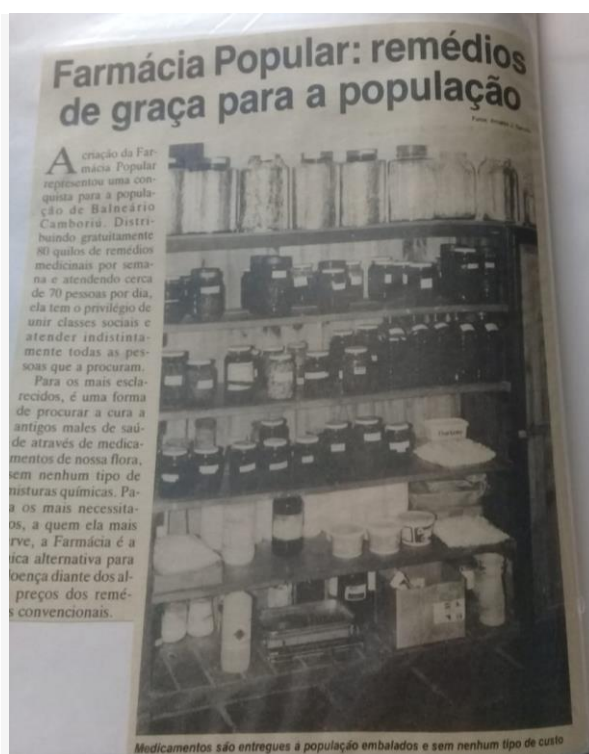 Farmácia Popular: remédios
de graça para a população
A criação da Far-
mácia Popular
representou uma con-
quista para a popula-
ção de Balneário
Camboriú. Distri-
buindo gratuitamente
80 quilos de remédios
medicinais por sema-
na e atendendo cerca
de 70 pessoas por dia,
ela tem o privilégio de
unir classes sociais e
atender indistinta-
mente todas as pes-
soas que a procuram.
Para os mais escla-
recidos, é uma forma
de procurar a cura a
antigos males de saú-
de através de medica-
mentos de nossa flora,
sem nenhum tipo de
misturas químicas. Pa-
a os mais necessita-
os, a quem ela mais
rve, a Farmácia é a
ica alternativa para
oença diante dos al-
preços dos remé-
s convencionais.
Medicamentos são entregues à população embalados e sem nenhum tipo de custo